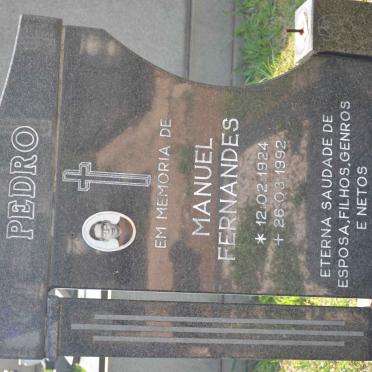 PEDRO
EM MEMORIA DE
MANUEL
FERNANDES
* 12.02.1924
+ 26.03.1992
ETERNA SAUDADE DE
ESPOSA, FILHOS, GENROS
E NETOS